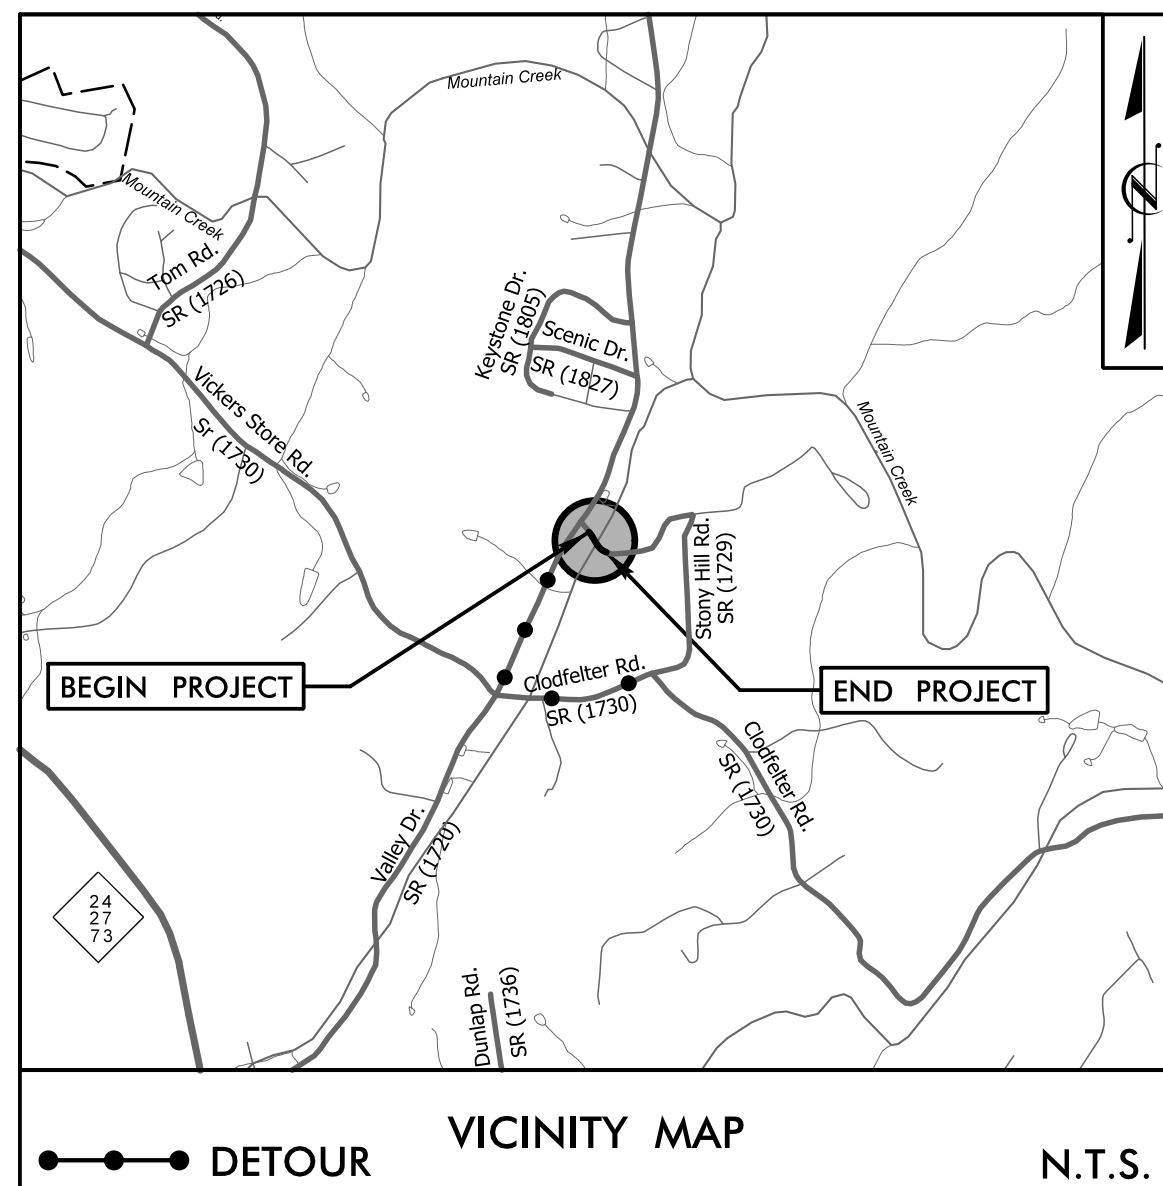 Mountain Creek
Mountain Creek
Tom Rd.
SR (1726)
Keystone Dr.
SR (1805)
Scenic Dr.
SR (1827)
Vickers Store Rd.
Sr (1730)
Mountain Creek
Stony Hill Rd.
SR (1729)
BEGIN PROJECT
Clodfelter Rd.
SR (1730)
END PROJECT
Clodfelter Rd.
SR (1730)
Valley Dr.
SR (1720)
24
27
73
Dunlap Rd.
SR (1736)
VICINITY MAP
DETOUR
N.T.S.